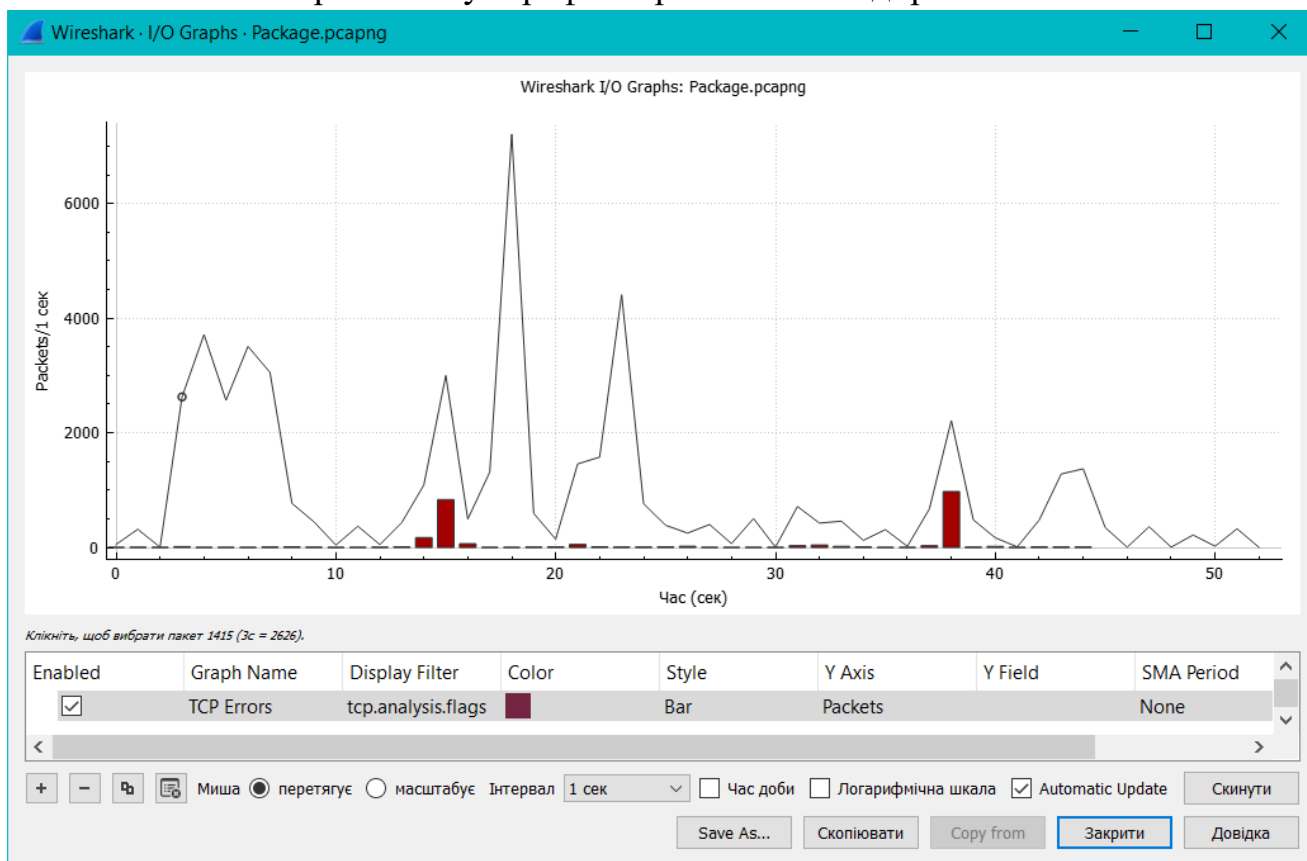 Wireshark · I/O Graphs · Package.pcapng
Wireshark I/O Graphs: Package.pcapng
Packets/1 сек
6000
4000
2000
0
0 10 20 30 40 50
Час (сек)
Клікніть, щоб вибрати пакет 1415 (3с = 2626).
Enabled Graph Name Display Filter Color Style Y Axis Y Field SMA Period
TCP Errors tcp.analysis.flags Bar Packets None
+ − Миша перетягує масштабує Інтервал 1 сек Час доби Логарифмічна шкала Automatic Update Скинути
Save As... Скопіювати Copy from Закрити Довідка